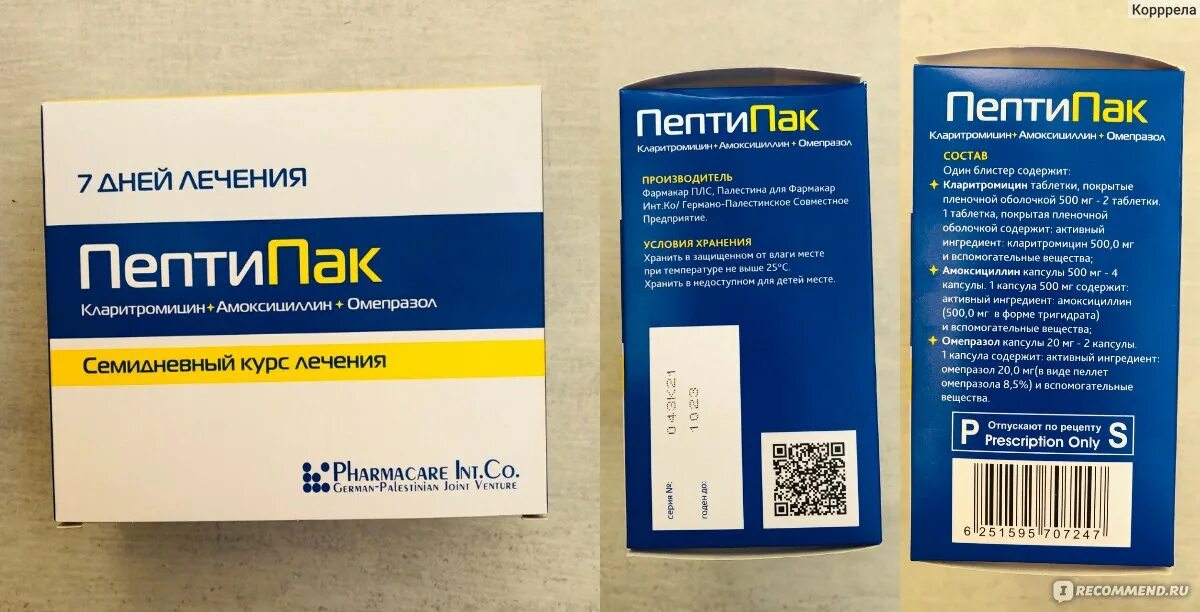 Корррела
7 ДНЕЙ ЛЕЧЕНИЯ
ПептиПак
Кларитромицин+Амоксициллин+Омепразол
Семидневный курс лечения
PHARMACARE INT.CO.
GERMAN-PALESTINIAN JOINT VENTURE
ПептиПак
Кларитромицин+Амоксициллин+Омепразол
ПРОИЗВОДИТЕЛЬ
Фармакар ПЛС, Палестина для Фармакар
Инт.Ко/ Германо-Палестинское Совместное
Предприятие.
УСЛОВИЯ ХРАНЕНИЯ
Хранить в защищенном от влаги месте
при температуре не выше 25°С.
Хранить в недоступном для детей месте.
серия №: 043K21
годен до: 1023
ПептиПак
Кларитромицин+Амоксициллин+Омепразол
СОСТАВ
Один блистер содержит:
Кларитромицин таблетки, покрытые
пленочной оболочкой 500 мг - 2 таблетки.
1 таблетка, покрытая пленочной
оболочкой содержит: активный
ингредиент: кларитромицин 500,0 мг
и вспомогательные вещества;
Амоксициллин капсулы 500 мг - 4
капсулы. 1 капсула 500 мг содержит:
активный ингредиент: амоксициллин
(500,0 мг в форме тригидрата)
и вспомогательные вещества;
Омепразол капсулы 20 мг - 2 капсулы.
1 капсула содержит: активный ингредиент:
омепразол 20,0 мг(в виде пеллет
омепразола 8,5%) и вспомогательные
вещества.
P Отпускают по рецепту S
Prescription Only
6 251595 707247
I RECOMMEND.RU